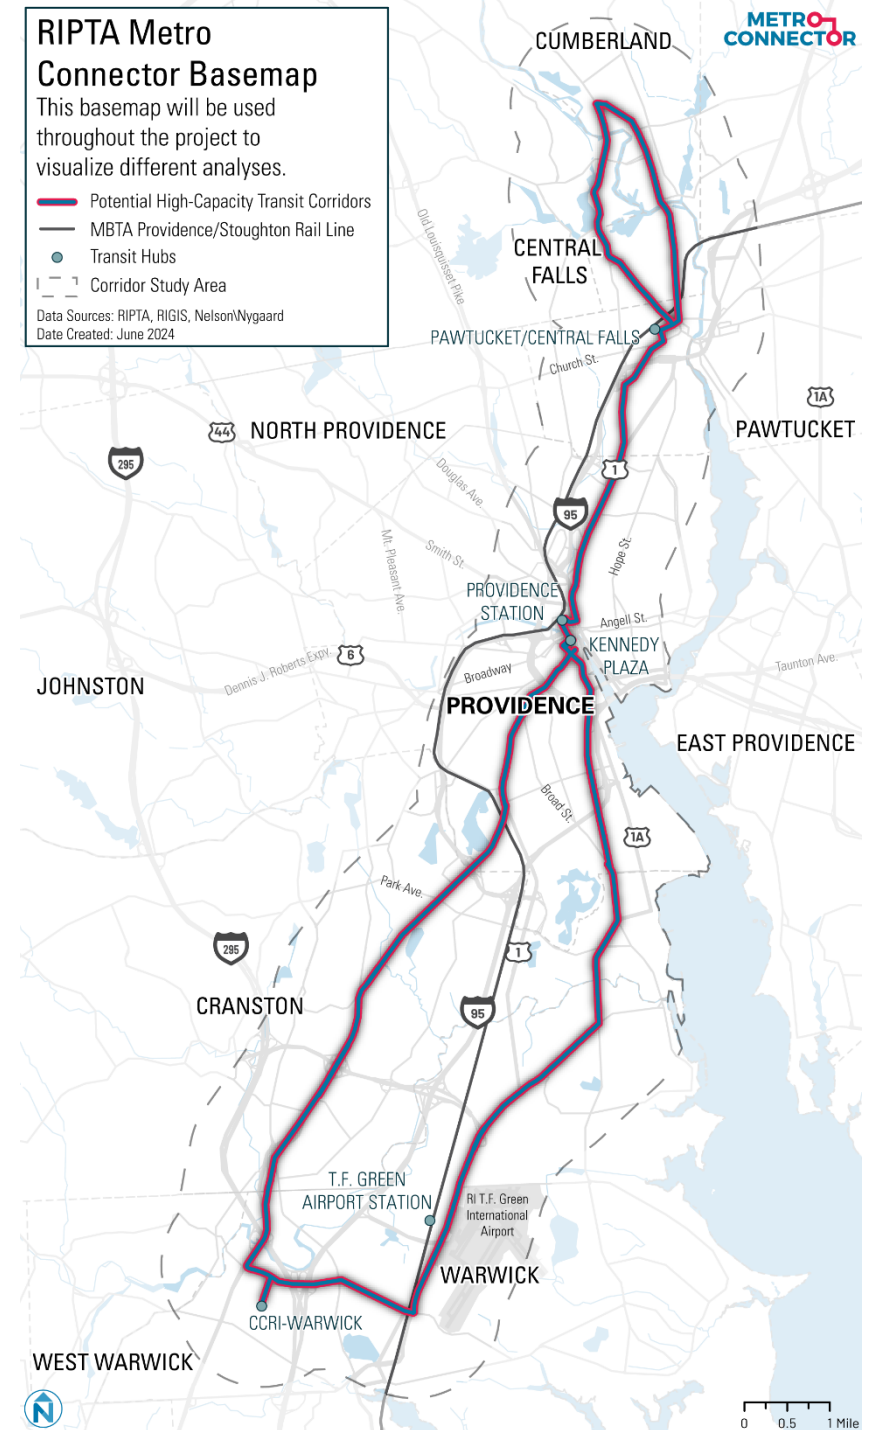 RIPTA Metro
Connector Basemap
This basemap will be used
throughout the project to
visualize different analyses.
Potential High-Capacity Transit Corridors
MBTA Providence/Stoughton Rail Line
Transit Hubs
Corridor Study Area
Data Sources: RIPTA, RIGIS, Nelson\Nygaard
Date Created: June 2024
METRO
CONNECTOR
CUMBERLAND
Old Louisquisset Pike
CENTRAL
FALLS
PAWTUCKET/CENTRAL FALLS
Church St.
1A
44
NORTH PROVIDENCE
PAWTUCKET
295
1
Douglas Ave.
95
Mt. Pleasant Ave.
Smith St.
Hope St.
PROVIDENCE
STATION
Angell St.
KENNEDY
PLAZA
6
Dennis J. Roberts Expy
Broadway
Taunton Ave.
JOHNSTON
PROVIDENCE
EAST PROVIDENCE
Broad St.
1A
Park Ave.
295
1
CRANSTON
95
T.F. GREEN
AIRPORT STATION
RI T.F. Green
International
Airport
WARWICK
CCRI-WARWICK
WEST WARWICK
N
0 0.5 1 Mile